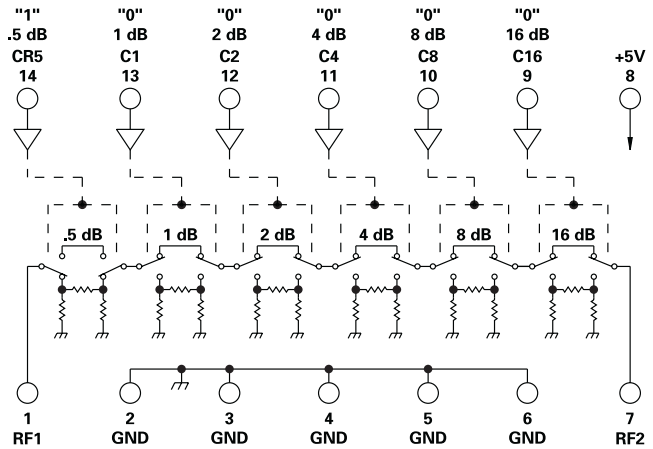 "1" "0" "0" "0" "0" "0"
.5 dB 1 dB 2 dB 4 dB 8 dB 16 dB
CR5 C1 C2 C4 C8 C16 +5V
14 13 12 11 10 9 8
.5 dB 1 dB 2 dB 4 dB 8 dB 16 dB
1 2 3 4 5 6 7
RF1 GND GND GND GND GND RF2